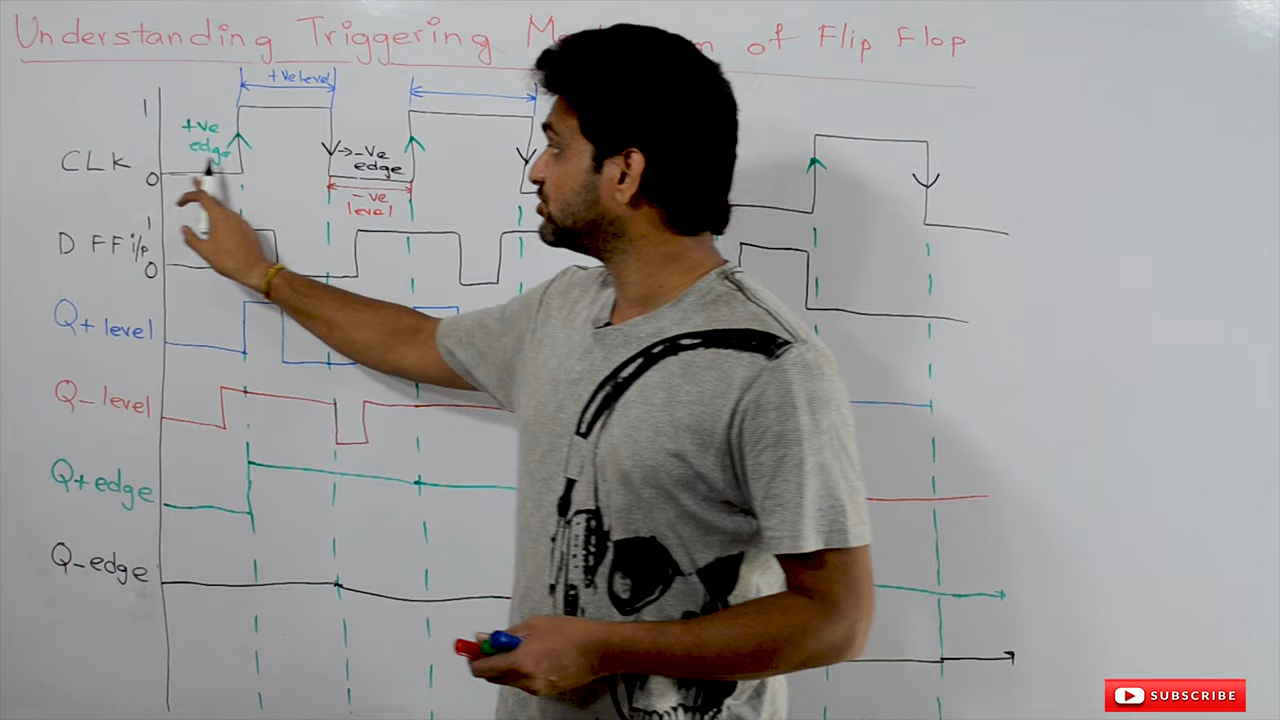 Understanding Triggering M of Flip Flop
+ve level
1
+ve
edge
CLK
→-ve
edge
0
-ve
level
1
D FF i/p
0
Q+ level
Q- level
Q+ edge
Q- edge
SUBSCRIBE